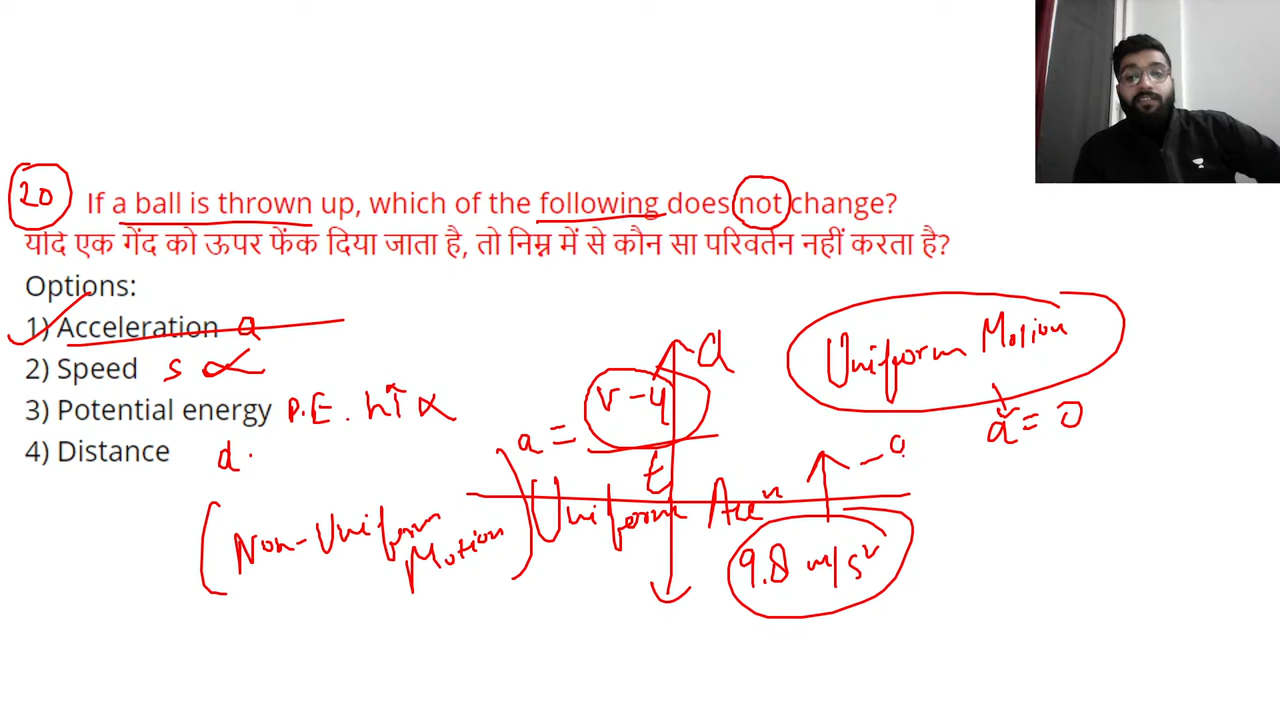 20 If a ball is thrown up, which of the following does not change?
यदि एक गेंद को ऊपर फेंक दिया जाता है, तो निम्न में से कौन सा परिवर्तन नहीं करता है?
Options:
1) Acceleration a
2) Speed s
3) Potential energy P.E. h↑
4) Distance d.
a = v-u
t
Uniform Motion
a = 0
(Non-Uniform Motion)
Uniform Accn
9.8 m/s²